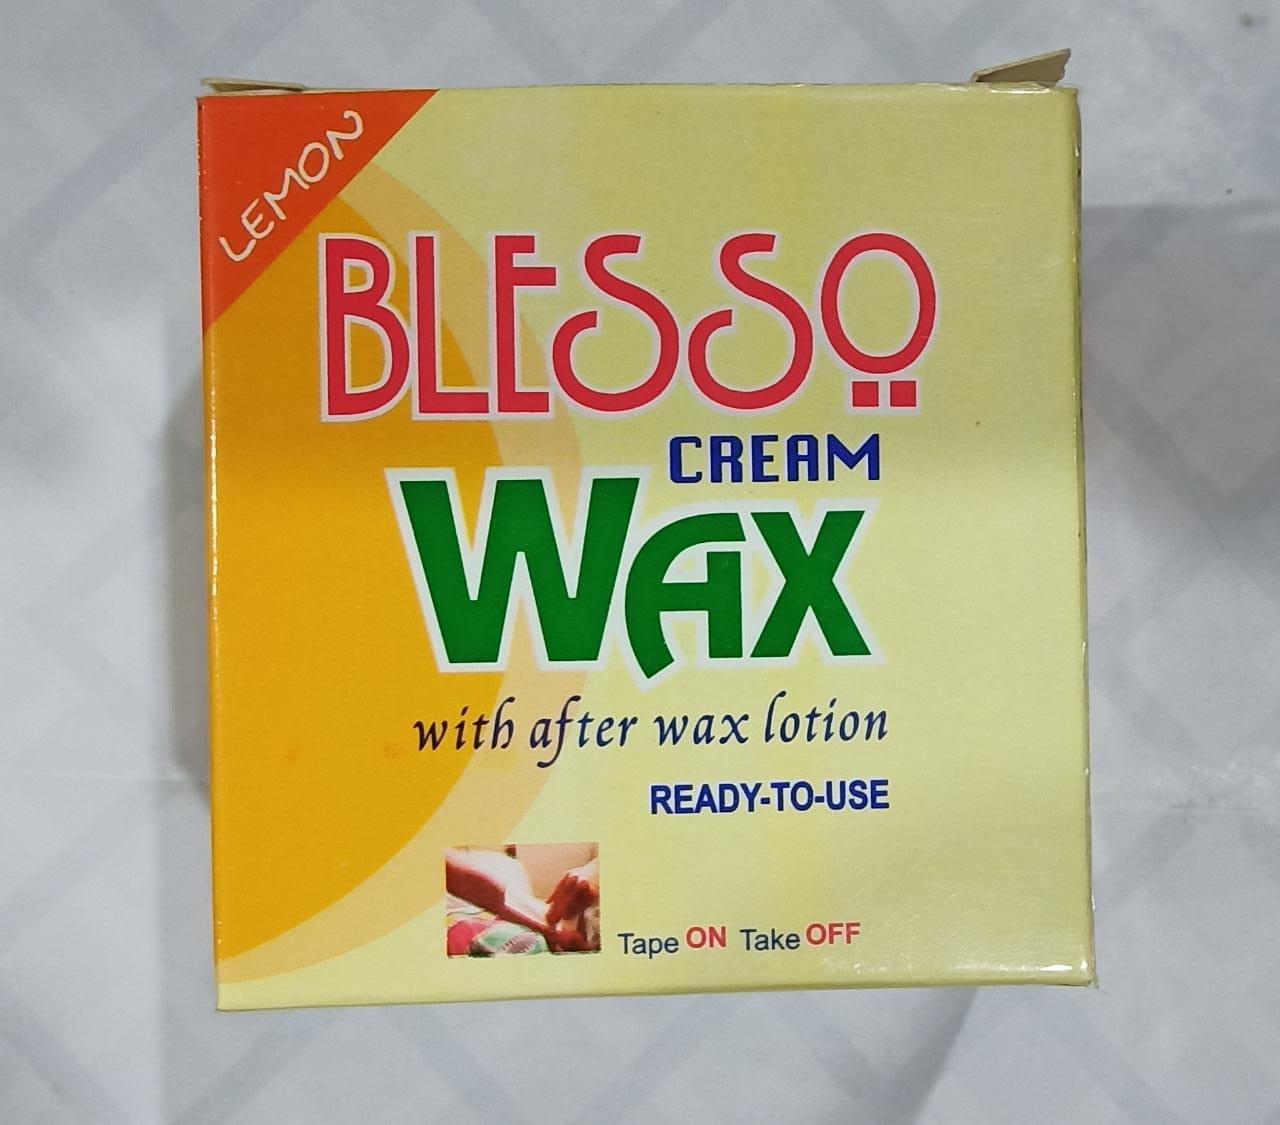 LEMON
BLESSO
CREAM
WAX
with after wax lotion
READY-TO-USE
Tape ON Take OFF